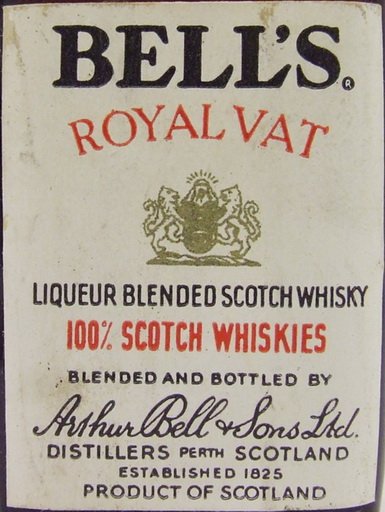 BELL'S®
ROYAL VAT
LIQUEUR BLENDED SCOTCH WHISKY
100% SCOTCH WHISKIES
BLENDED AND BOTTLED BY
Arthur Bell & Sons Ltd.
DISTILLERS PERTH SCOTLAND
ESTABLISHED 1825
PRODUCT OF SCOTLAND